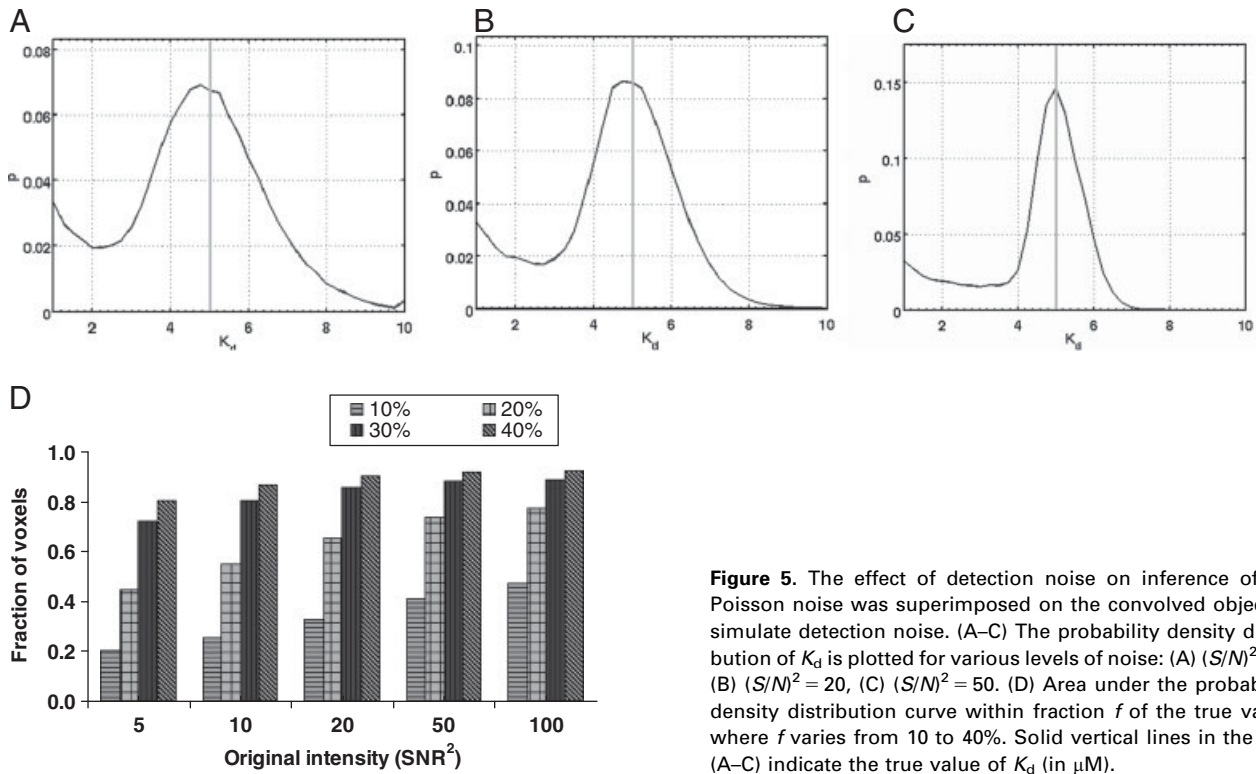 A
B
C
0.08
0.06
0.04
0.02
0
p
2
4
6
8
10
K_d
0.1
0.08
0.06
0.04
0.02
0
p
2
4
6
8
10
K_d
0.15
0.1
0.05
0
p
2
4
6
8
10
K_d
D
10%
20%
30%
40%
1.0
0.8
0.6
0.4
0.2
0.0
Fraction of voxels
5
10
20
50
100
Original intensity (SNR²)
Figure 5. The effect of detection noise on inference of
Poisson noise was superimposed on the convolved objec
simulate detection noise. (A–C) The probability density di
bution of K_d is plotted for various levels of noise: (A) (S/N)²
(B) (S/N)² = 20, (C) (S/N)² = 50. (D) Area under the probab
density distribution curve within fraction f of the true va
where f varies from 10 to 40%. Solid vertical lines in the
(A–C) indicate the true value of K_d (in μM).